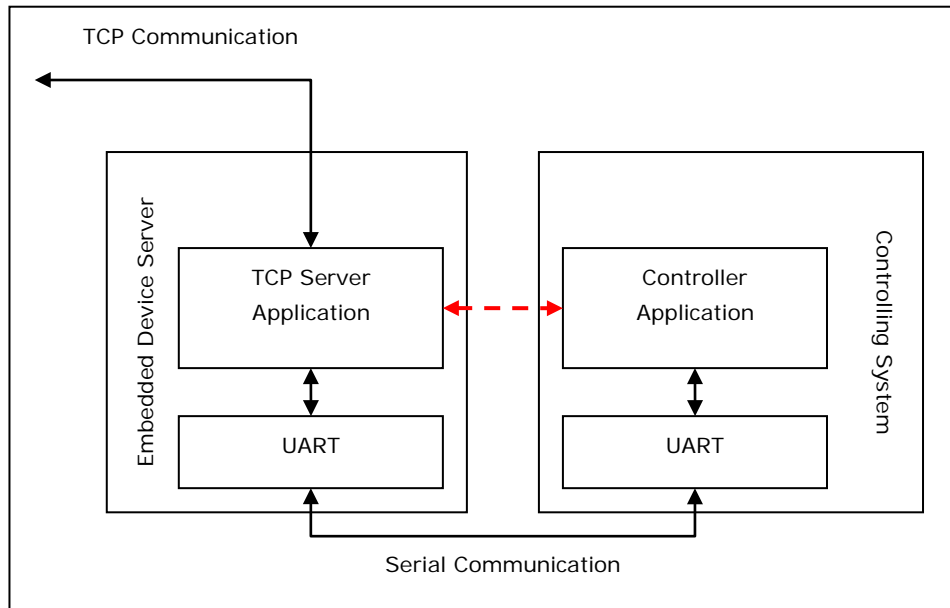 TCP Communication
Embedded Device Server
TCP Server
Application
UART
Controller
Application
UART
Controlling System
Serial Communication